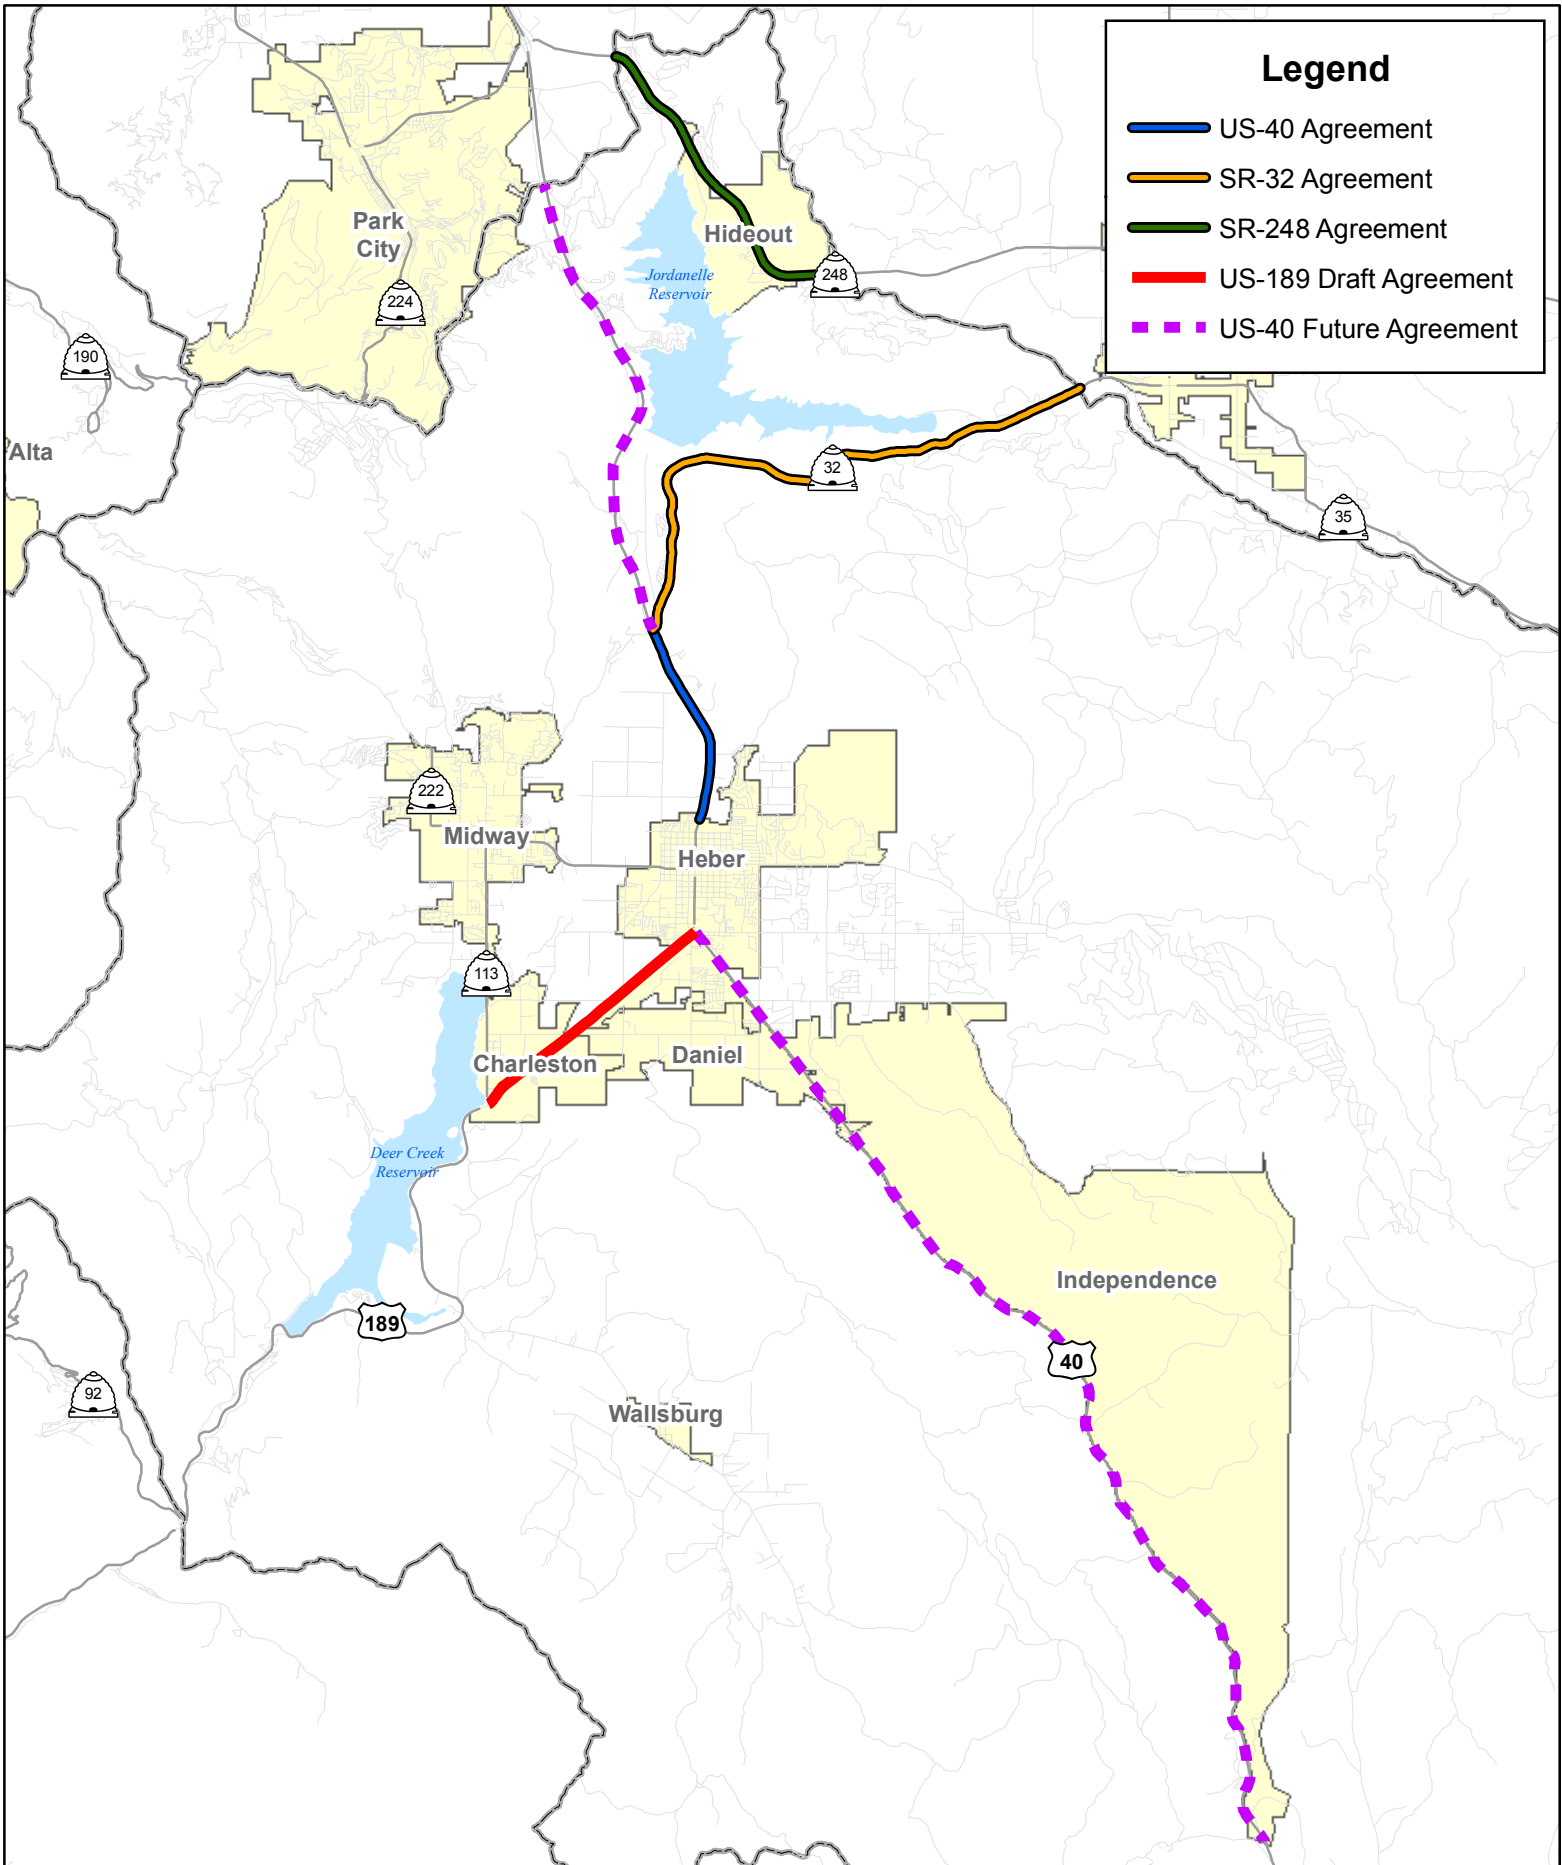 Legend
US-40 Agreement
SR-32 Agreement
SR-248 Agreement
US-189 Draft Agreement
US-40 Future Agreement
Park
City
Hideout
248
Jordanelle
Reservoir
224
190
Alta
32
35
222
Midway
Heber
113
Charleston
Daniel
Deer Creek
Reservoir
Independence
189
40
92
Wallsburg